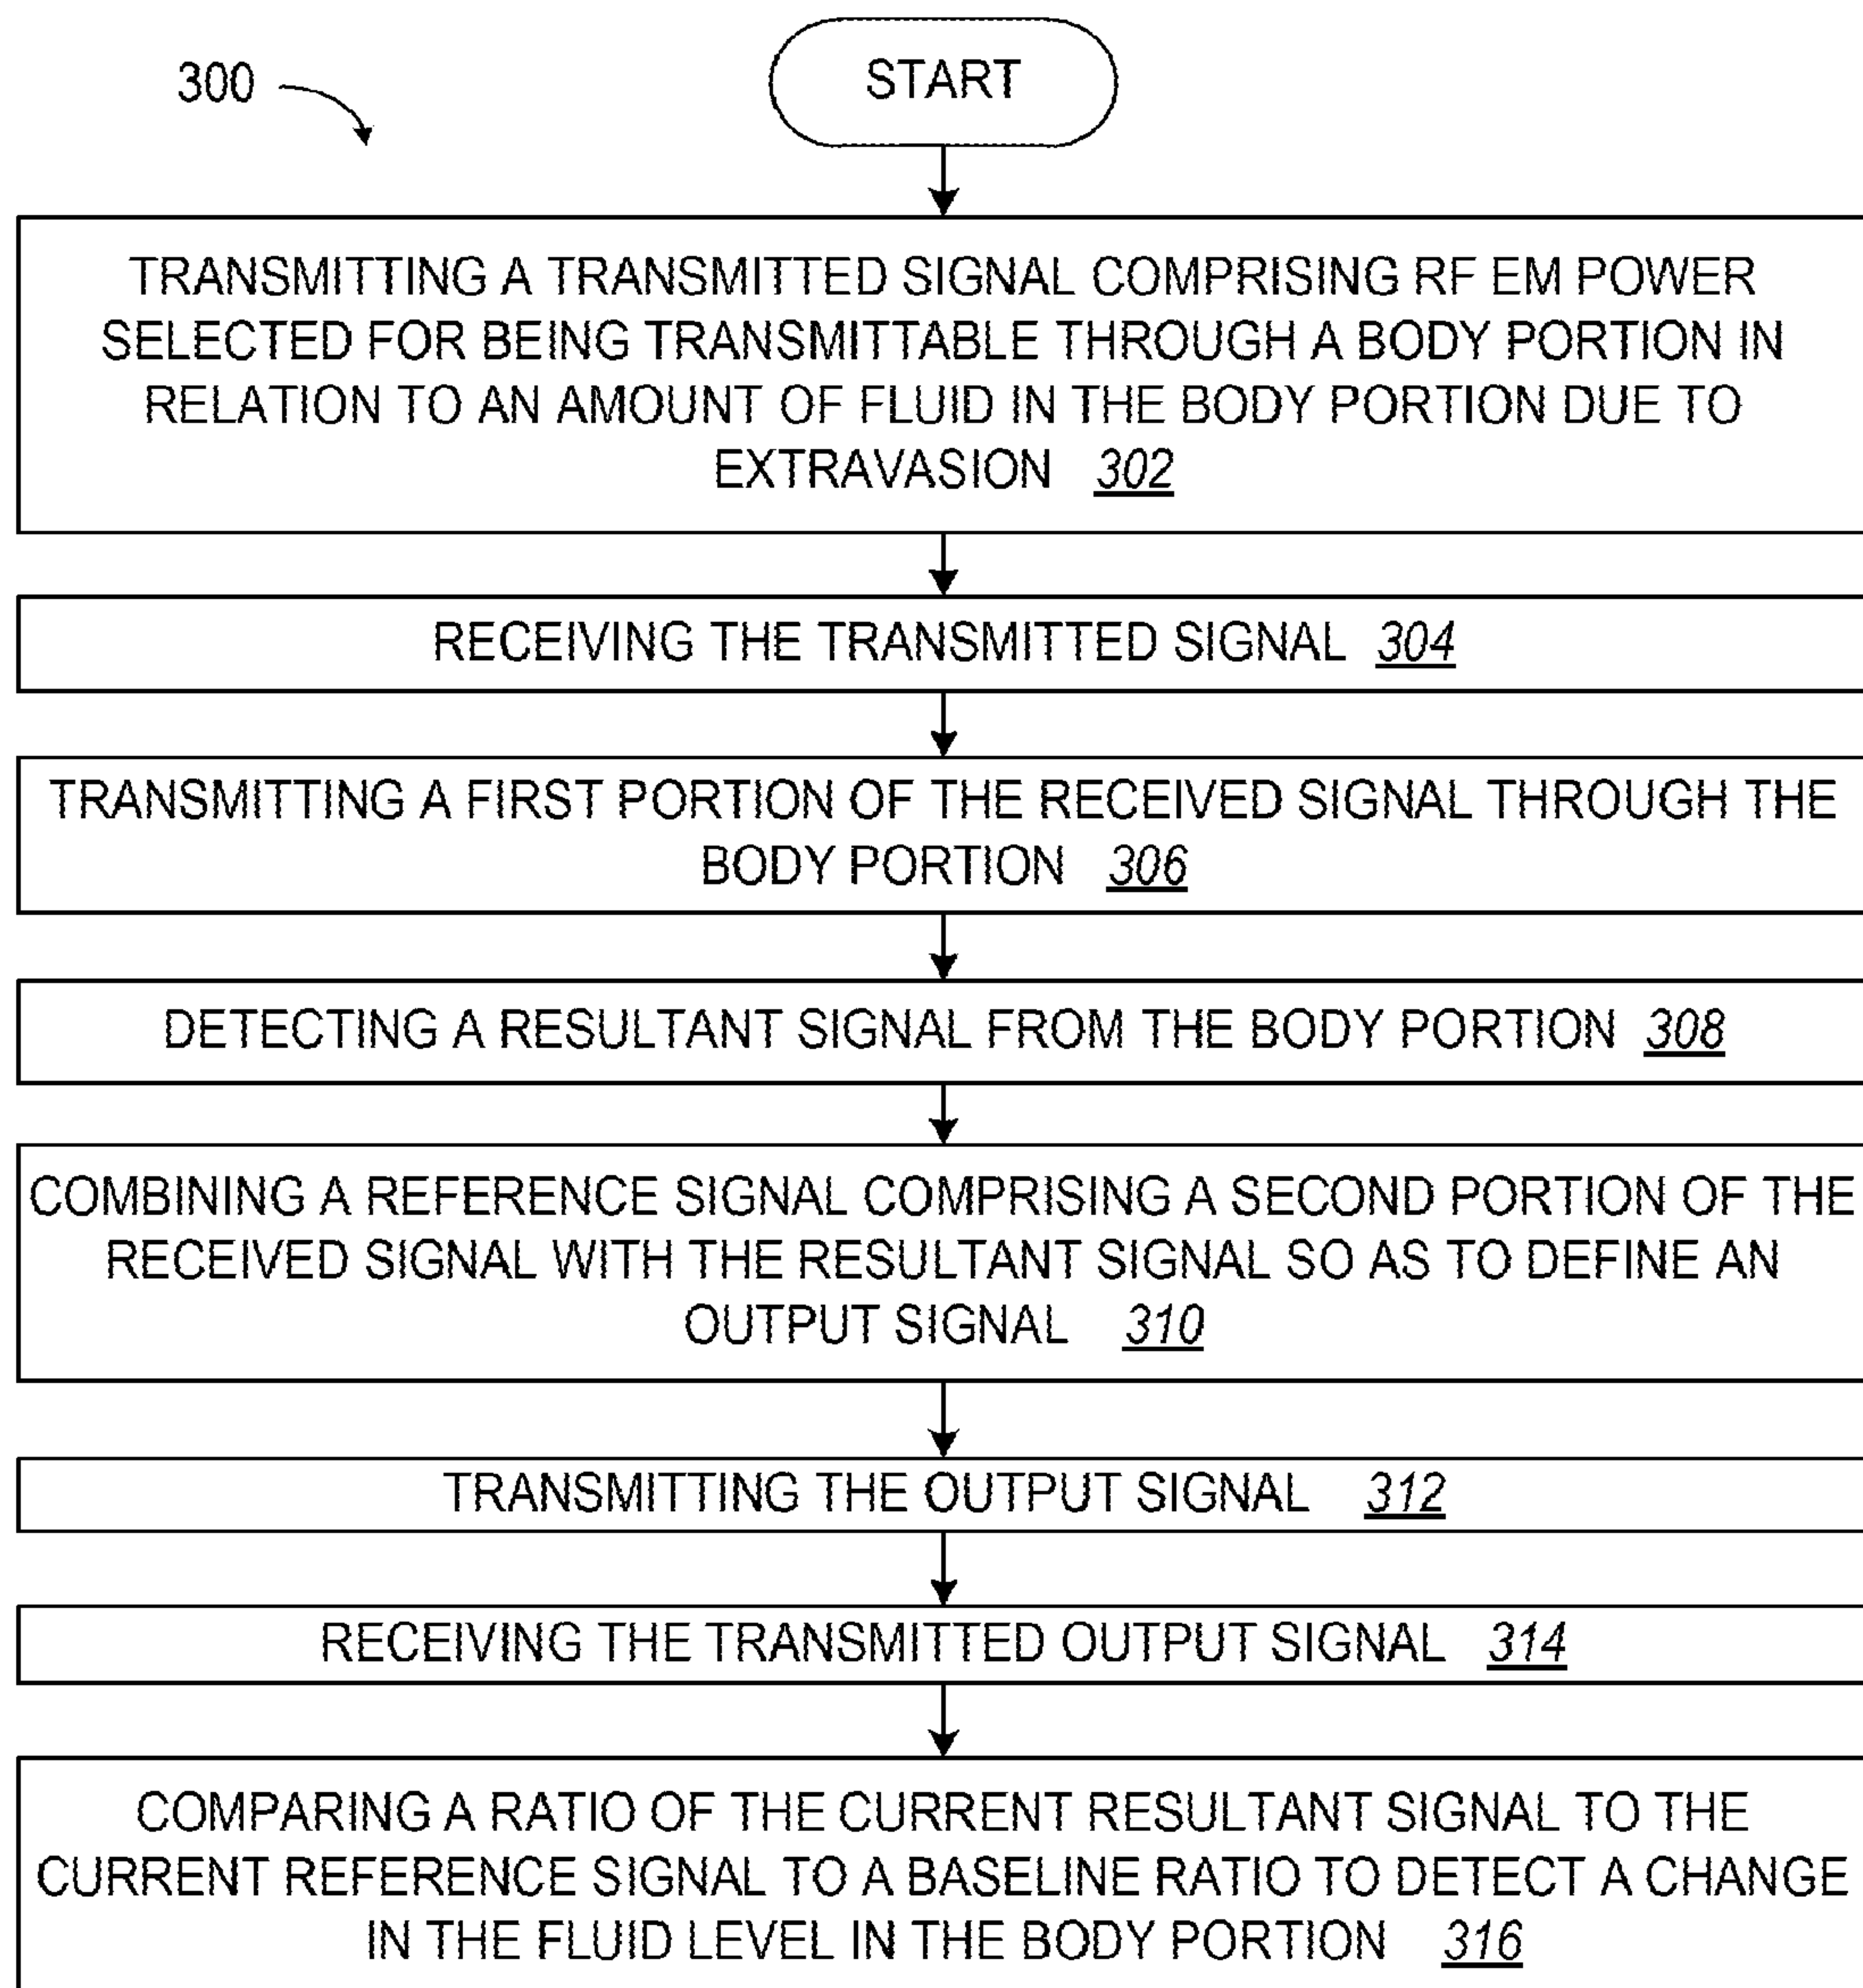 300
START
TRANSMITTING A TRANSMITTED SIGNAL COMPRISING RF EM POWER
SELECTED FOR BEING TRANSMITTABLE THROUGH A BODY PORTION IN
RELATION TO AN AMOUNT OF FLUID IN THE BODY PORTION DUE TO
EXTRAVASION 302
RECEIVING THE TRANSMITTED SIGNAL 304
TRANSMITTING A FIRST PORTION OF THE RECEIVED SIGNAL THROUGH THE
BODY PORTION 306
DETECTING A RESULTANT SIGNAL FROM THE BODY PORTION 308
COMBINING A REFERENCE SIGNAL COMPRISING A SECOND PORTION OF THE
RECEIVED SIGNAL WITH THE RESULTANT SIGNAL SO AS TO DEFINE AN
OUTPUT SIGNAL 310
TRANSMITTING THE OUTPUT SIGNAL 312
RECEIVING THE TRANSMITTED OUTPUT SIGNAL 314
COMPARING A RATIO OF THE CURRENT RESULTANT SIGNAL TO THE
CURRENT REFERENCE SIGNAL TO A BASELINE RATIO TO DETECT A CHANGE
IN THE FLUID LEVEL IN THE BODY PORTION 316